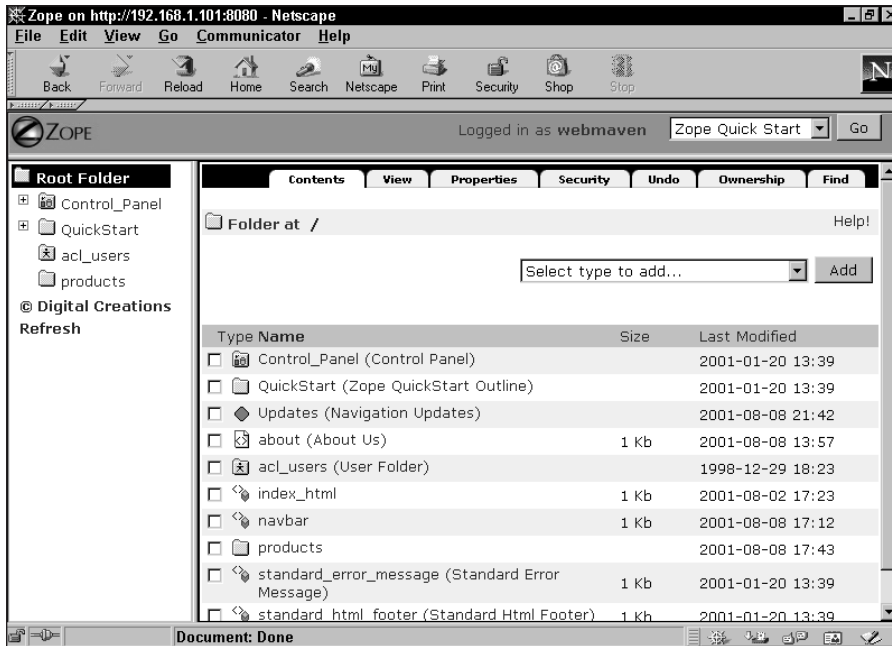 Zope on http://192.168.1.101:8080 - Netscape
File Edit View Go Communicator Help
My
Back Forward Reload Home Search Netscape Print Security Shop Stop
N
ZOPE Logged in as webmaven Zope Quick Start Go
Root Folder
Control_Panel
QuickStart
acl_users
products
© Digital Creations
Refresh
Contents View Properties Security Undo Ownership Find
Folder at / Help!
Select type to add... Add
Type Name Size Last Modified
Control_Panel (Control Panel) 2001-01-20 13:39
QuickStart (Zope QuickStart Outline) 2001-01-20 13:39
Updates (Navigation Updates) 2001-08-08 21:42
about (About Us) 1 Kb 2001-08-08 13:57
acl_users (User Folder) 1998-12-29 18:23
index_html 1 Kb 2001-08-02 17:23
navbar 1 Kb 2001-08-08 17:12
products 2001-08-08 17:43
standard_error_message (Standard Error
Message) 1 Kb 2001-01-20 13:39
standard_html_footer (Standard Html Footer) 1 Kb 2001-01-20 13:39
Document: Done